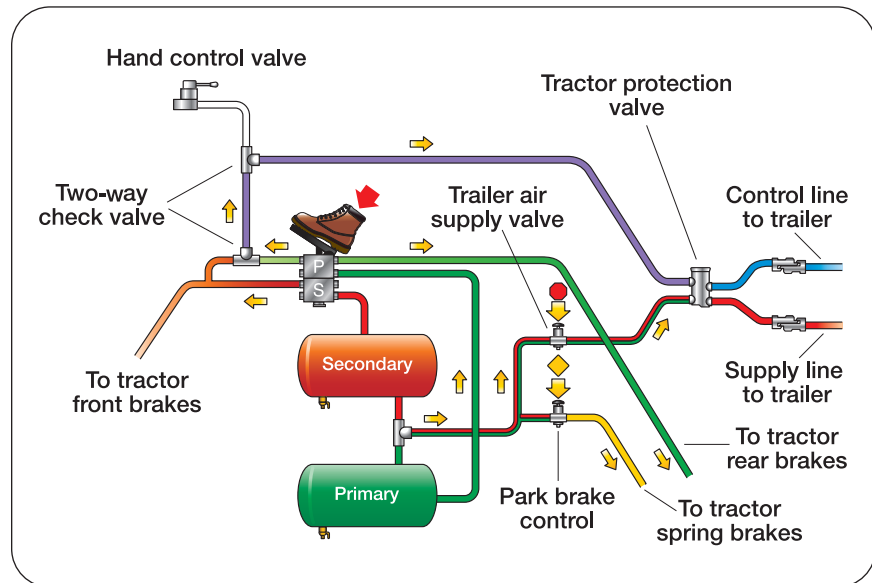 Hand control valve
Tractor protection
valve
Two-way
check valve
Trailer air
supply valve
Control line
to trailer
P
S
Secondary
To tractor
front brakes
Supply line
to trailer
Primary
Park brake
control
To tractor
rear brakes
To tractor
spring brakes